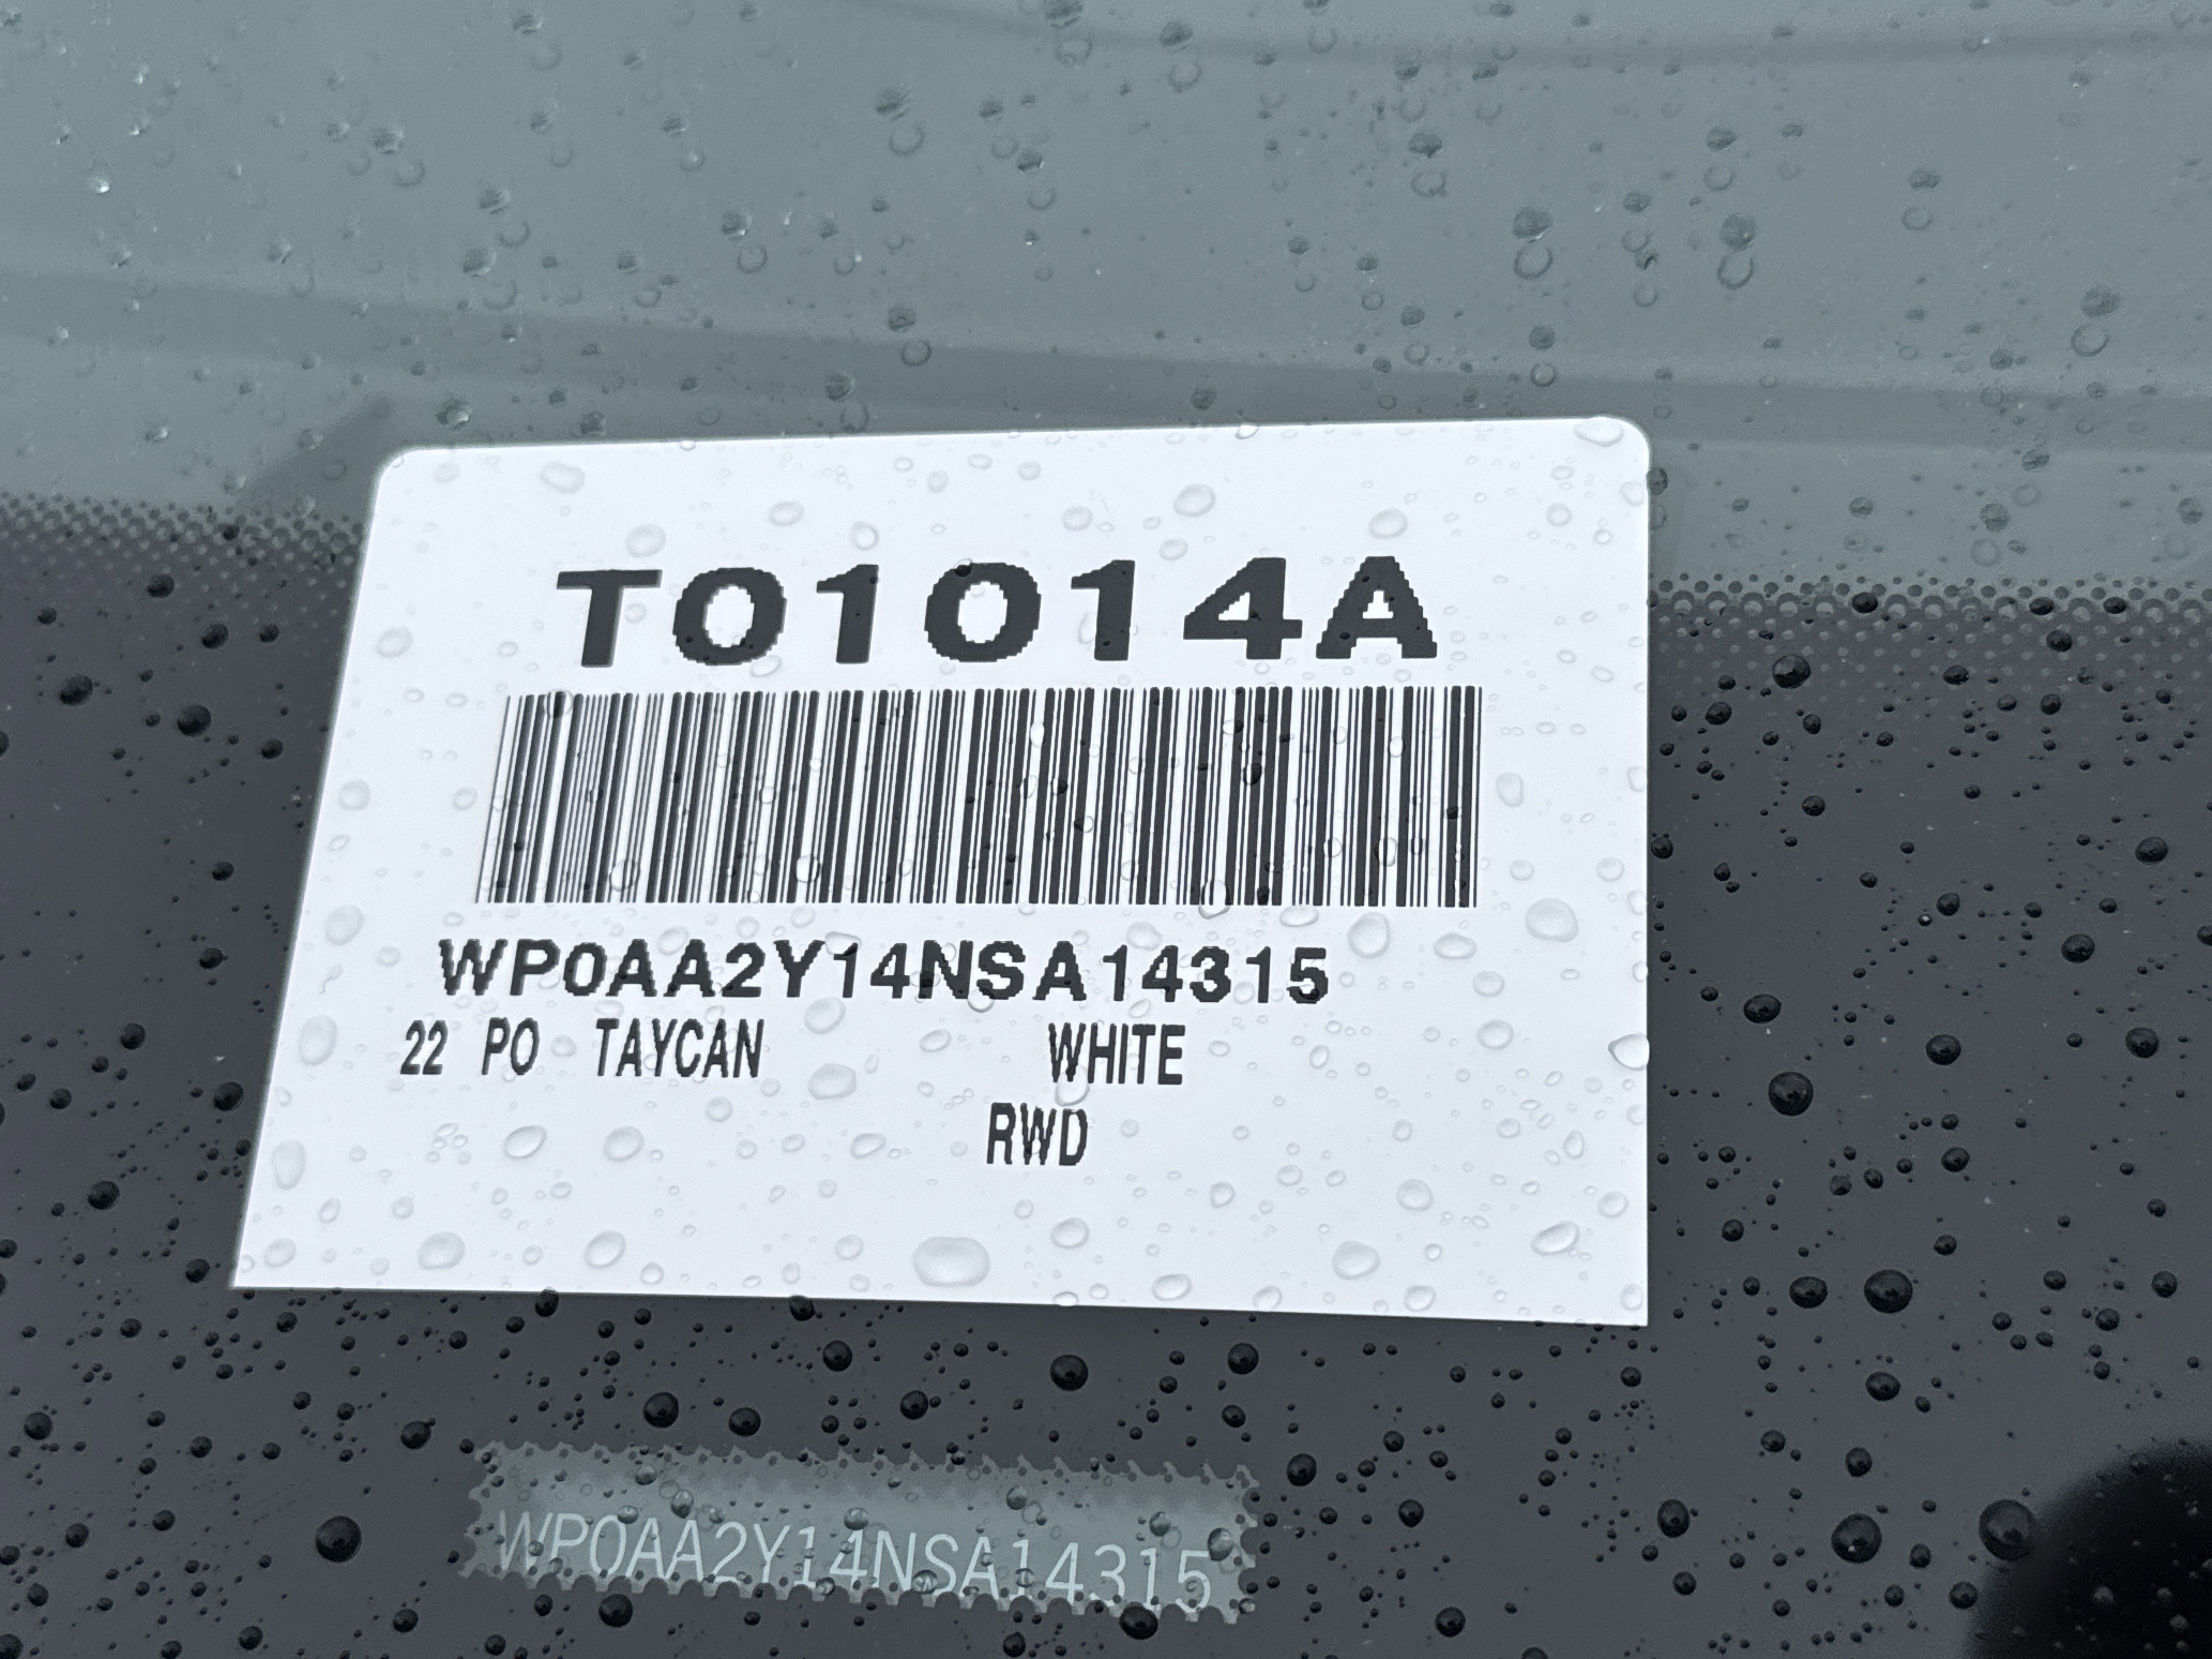 T01014A
WP0AA2Y14NSA14315
22 PO TAYCAN WHITE
RWD
WP0AA2Y14NSA14315